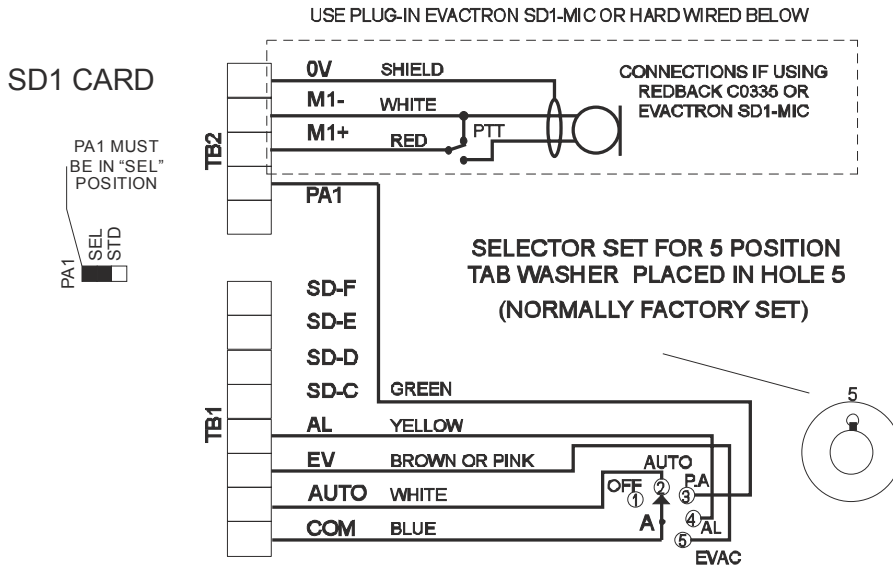 USE PLUG-IN EVACTRON SD1-MIC OR HARD WIRED BELOW
SD1 CARD
0V SHIELD
M1- WHITE
M1+ RED
PTT
PA1
TB2
CONNECTIONS IF USING
REDBACK C0335 OR
EVACTRON SD1-MIC
PA1 MUST
BE IN "SEL"
POSITION
PA1
SEL
STD
SELECTOR SET FOR 5 POSITION
TAB WASHER PLACED IN HOLE 5
(NORMALLY FACTORY SET)
5
TB1
SD-F
SD-E
SD-D
SD-C GREEN
AL YELLOW
EV BROWN OR PINK
AUTO WHITE
COM BLUE
AUTO
OFF
P.A
1
2
3
A
4
AL
5
EVAC